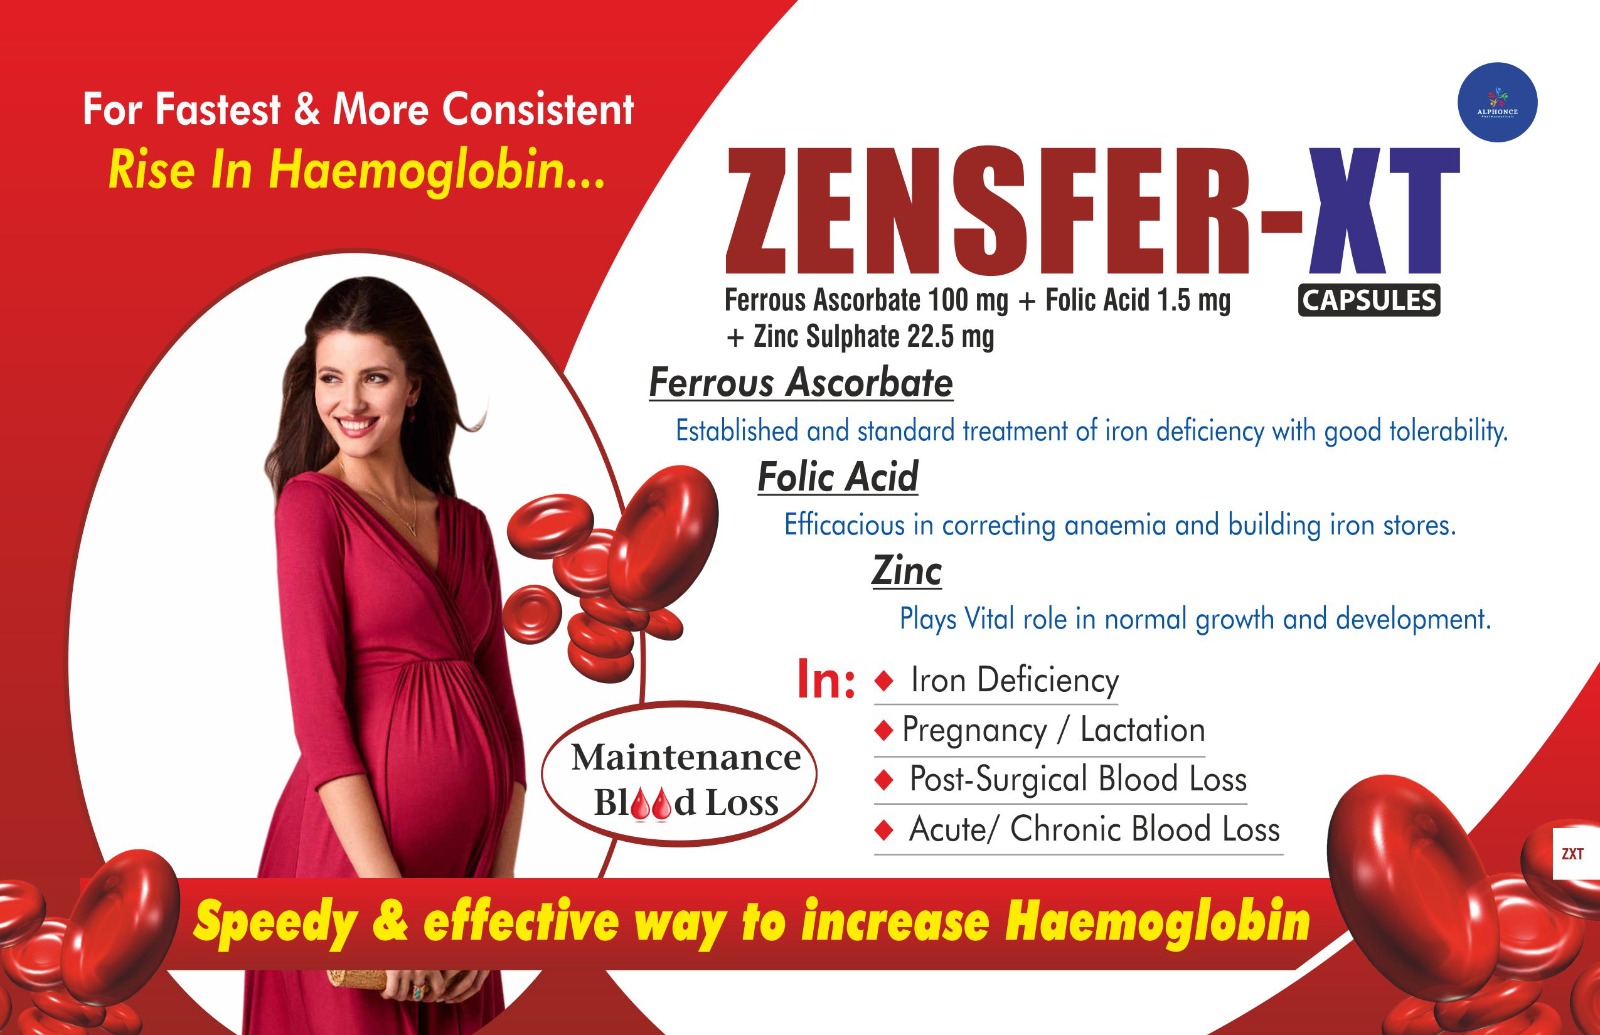 For Fastest & More Consistent
Rise In Haemoglobin...
ALPHONCE
Pharmaceuticals
ZENSFER-XT
CAPSULES
Ferrous Ascorbate 100 mg + Folic Acid 1.5 mg
+ Zinc Sulphate 22.5 mg
Ferrous Ascorbate
Established and standard treatment of iron deficiency with good tolerability.
Folic Acid
Efficacious in correcting anaemia and building iron stores.
Zinc
Plays Vital role in normal growth and development.
In: ♦ Iron Deficiency
♦ Pregnancy / Lactation
♦ Post-Surgical Blood Loss
♦ Acute/ Chronic Blood Loss
Maintenance
Blood Loss
ZXT
Speedy & effective way to increase Haemoglobin